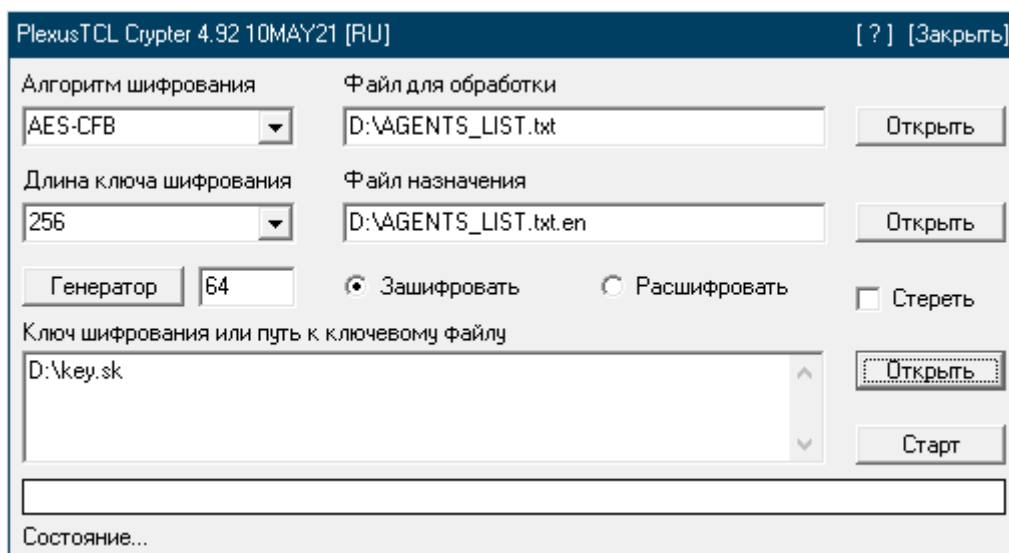 PlexusTCL Crypter 4.92 10MAY21 [RU] [ ? ] [Закрыть]
Алгоритм шифрования Файл для обработки
AES-CFB D:\AGENTS_LIST.txt Открыть
Длина ключа шифрования Файл назначения
256 D:\AGENTS_LIST.txt.en Открыть
Генератор 64 Зашифровать Расшифровать Стереть
Ключ шифрования или путь к ключевому файлу
D:\key.sk Открыть
Старт
Состояние...